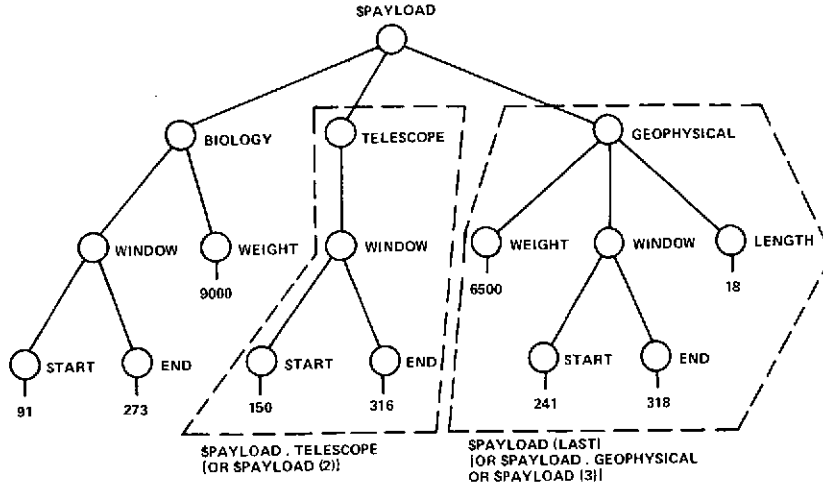 $PAYLOAD
BIOLOGY
TELESCOPE
GEOPHYSICAL
WINDOW
WEIGHT
WINDOW
WEIGHT
WINDOW
LENGTH
9000
6500
18
START
END
START
END
START
END
91
273
150
316
241
318
$PAYLOAD . TELESCOPE
[OR $PAYLOAD (2)]
$PAYLOAD (LAST)
[OR $PAYLOAD . GEOPHYSICAL
OR $PAYLOAD (3)]